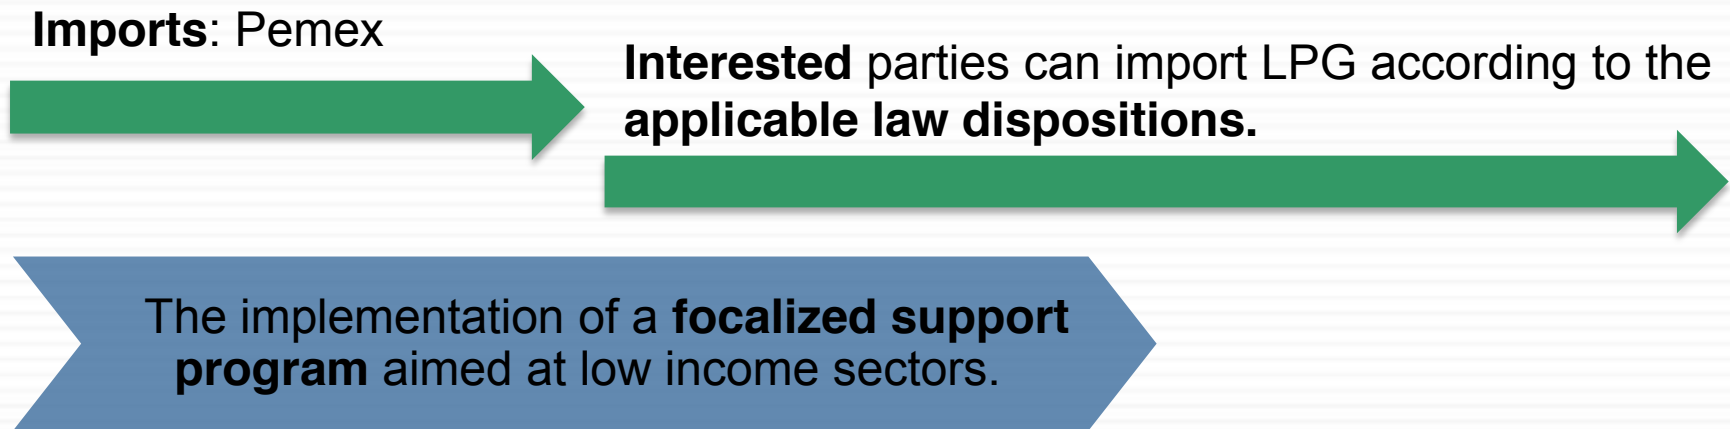 Imports: Pemex
Interested parties can import LPG according to the
applicable law dispositions.
The implementation of a focalized support
program aimed at low income sectors.